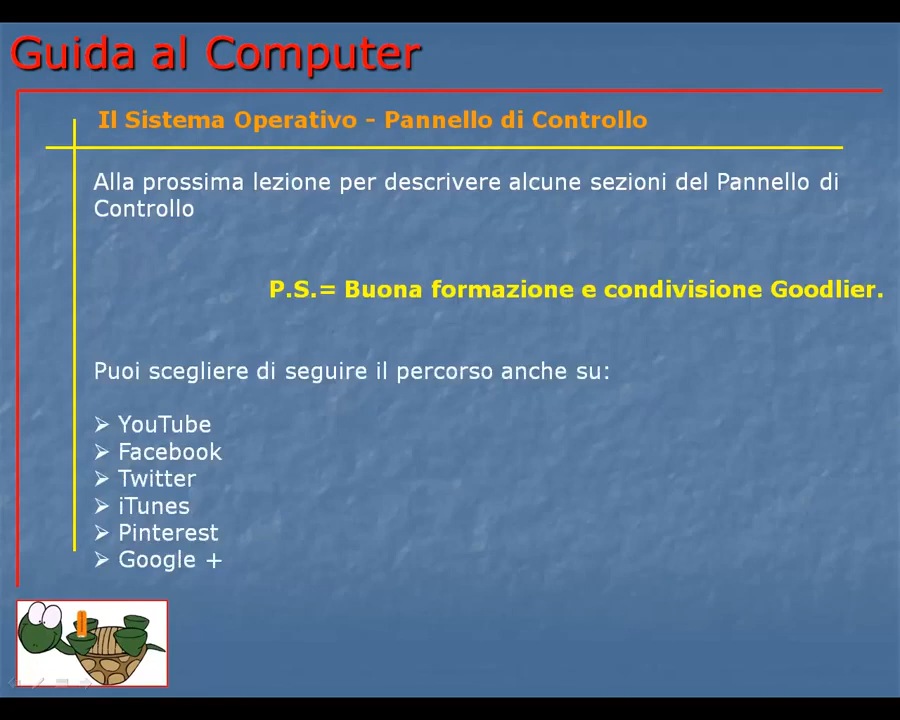 Guida al Computer
Il Sistema Operativo - Pannello di Controllo
Alla prossima lezione per descrivere alcune sezioni del Pannello di
Controllo
P.S.= Buona formazione e condivisione Goodlier.
Puoi scegliere di seguire il percorso anche su:
➢ YouTube
➢ Facebook
➢ Twitter
➢ iTunes
➢ Pinterest
➢ Google +